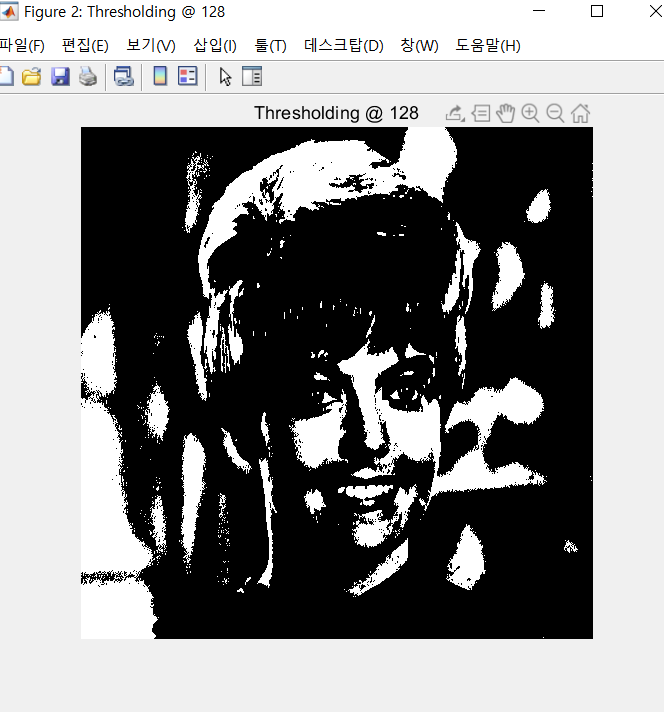 Figure 2: Thresholding @ 128
파일(F) 편집(E) 보기(V) 삽입(I) 툴(T) 데스크탑(D) 창(W) 도움말(H)
Thresholding @ 128